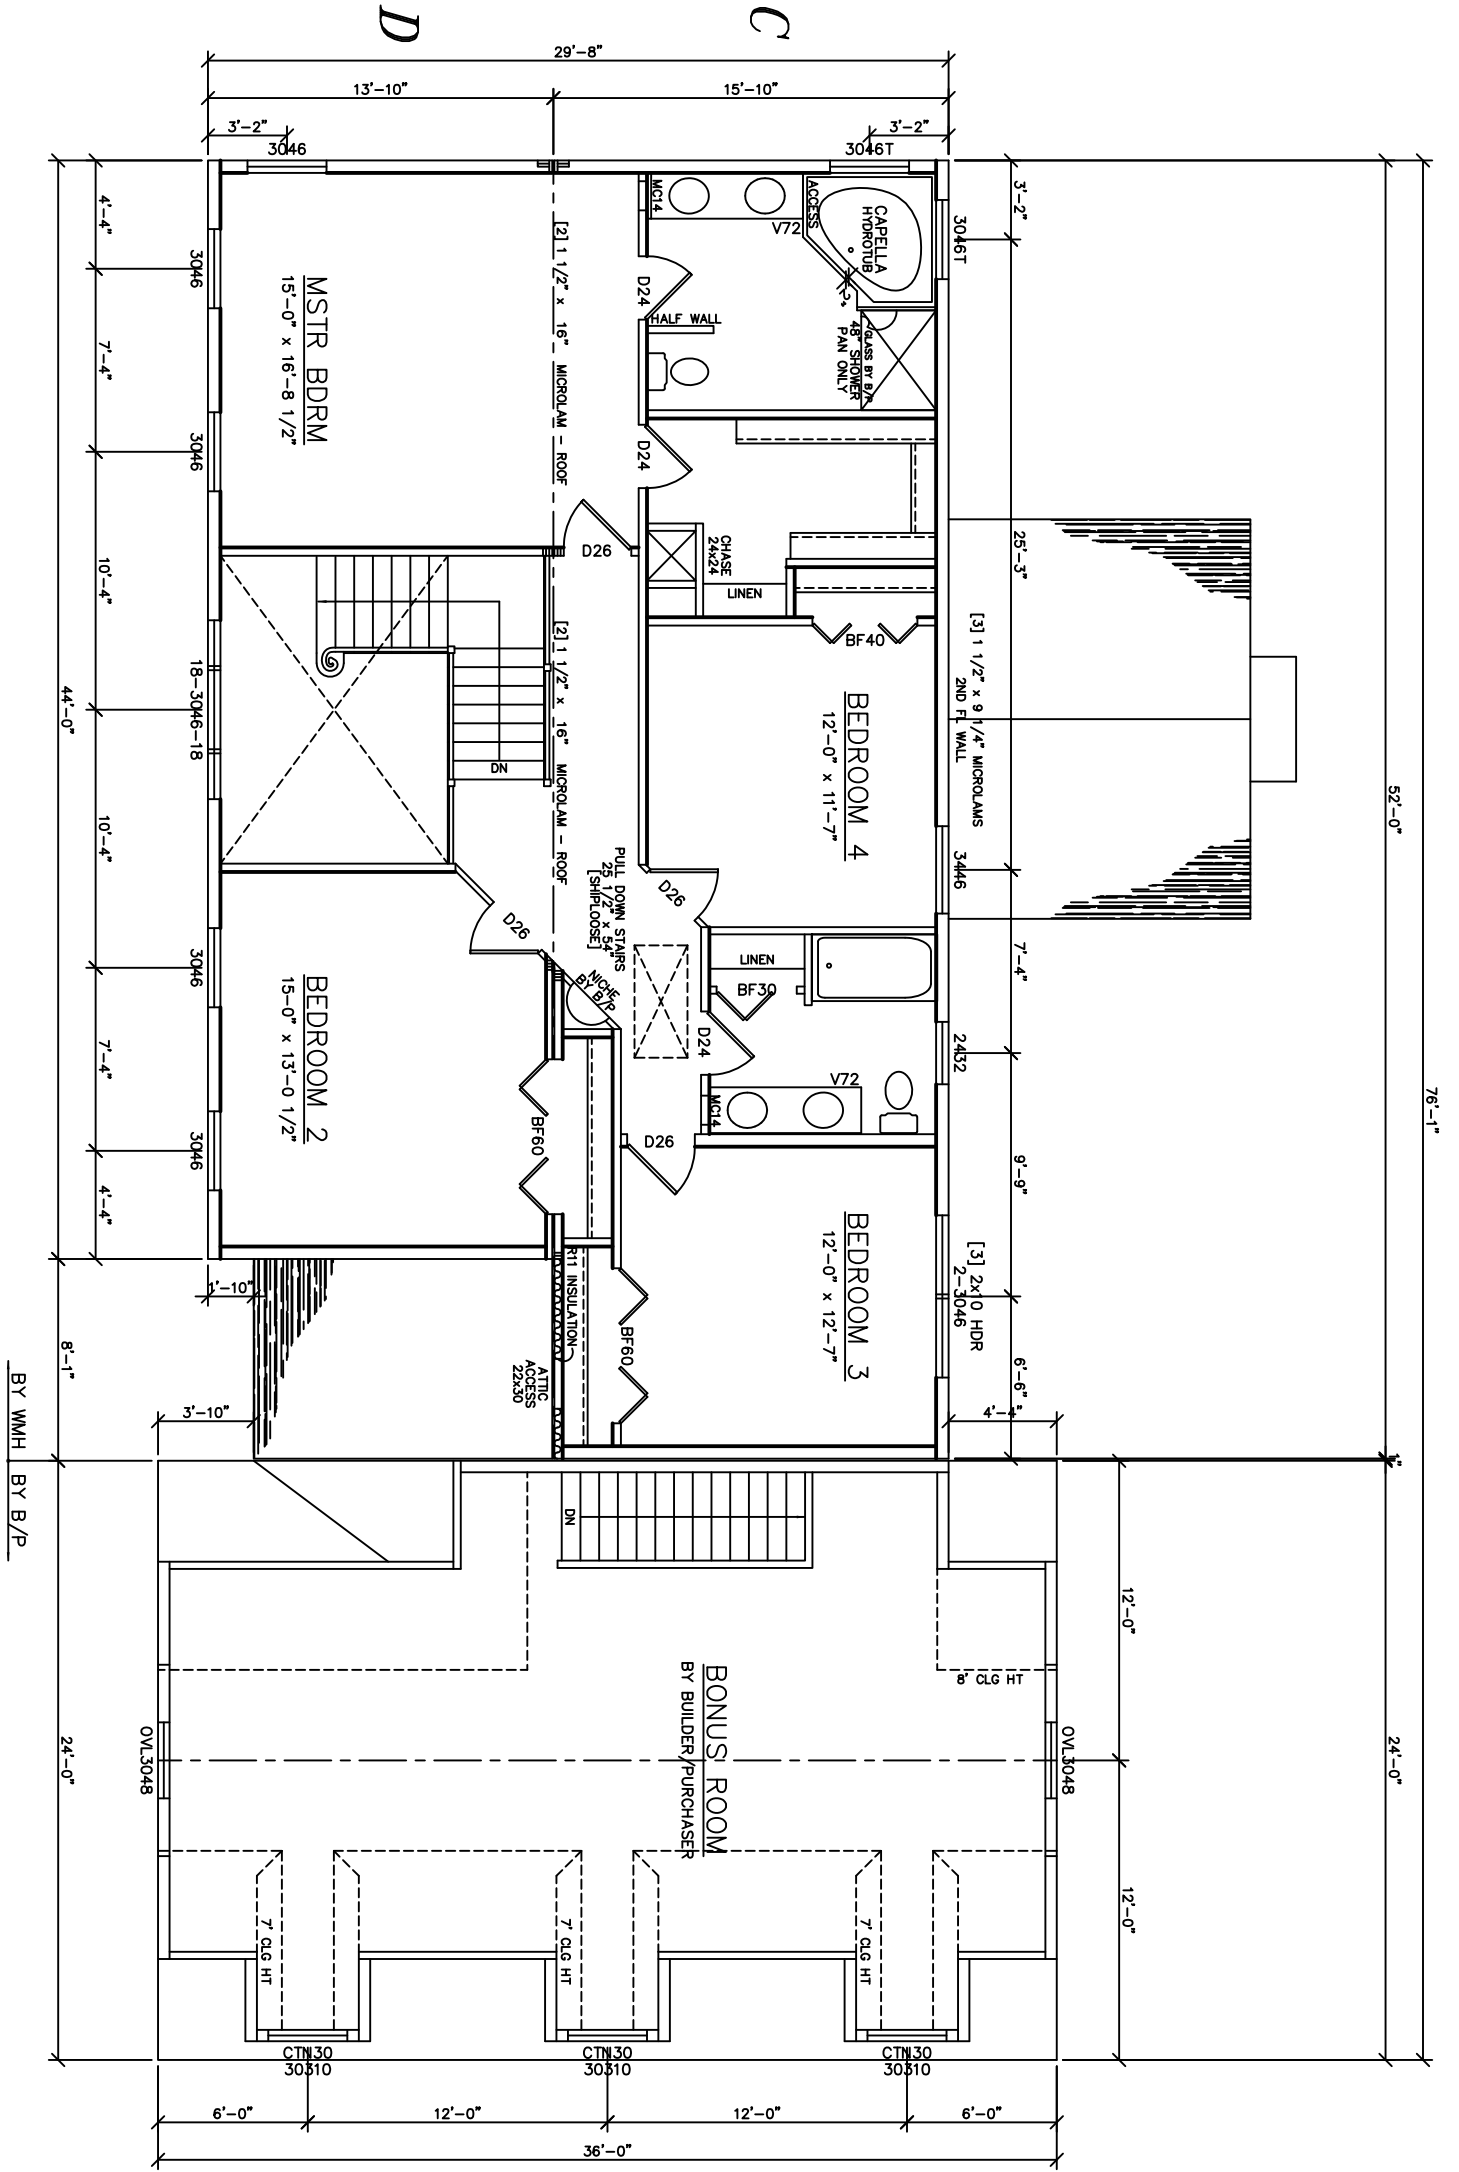 D
C
29'-8"
13'-10"
15'-10"
3'-2"
3'-2"
3046
3046T
4'-4"
7'-4"
10'-4"
10'-4"
7'-4"
4'-4"
44'-0"
8'-1"
24'-0"
3046
3046
18-3046-18
3046
3046
MSTR BDRM
15'-0" x 16'-8 1/2"
[2] 1 1/2" x 16" MICROLAM - ROOF
[2] 1 1/2" x 16" MICROLAM - ROOF
MC14
V72
ACCESS
CAPELLA
HYDROTUB
2"
D24
HALF WALL
GLASS BY B/P
48" SHOWER
PAN ONLY
D24
D26
CHASE
24x24
LINEN
BF40
DN
BEDROOM 4
12'-0" x 11'-7"
D26
D26
PULL DOWN STAIRS
25 1/2" x 54"
[SHIPLOOSE]
NICHE
BY B/P
LINEN
BF30
D24
V72
MC14
D26
BEDROOM 2
15-0" x 13'-0 1/2"
BF60
BEDROOM 3
12'-0" x 12'-7"
BF60
R11 INSULATION
ATTIC
ACCESS
22x30
3046T
3'-2"
25'-3"
[3] 1 1/2" x 9 1/4" MICROLAMS
2ND FL WALL
3446
7'-4"
2432
9'-9"
[3] 2x10 HDR
2-3046
6'-6"
52'-0"
76'-1"
1"
24'-0"
12'-0"
12'-0"
1'-10"
3'-10"
4'-4"
BY WMH
BY B/P
DN
8' CLG HT
BONUS ROOM
BY BUILDER/PURCHASER
OVL3048
OVL3048
7' CLG HT
7' CLG HT
7' CLG HT
CTN30
30310
CTN30
30310
CTN30
30310
6'-0"
12'-0"
12'-0"
6'-0"
36'-0"